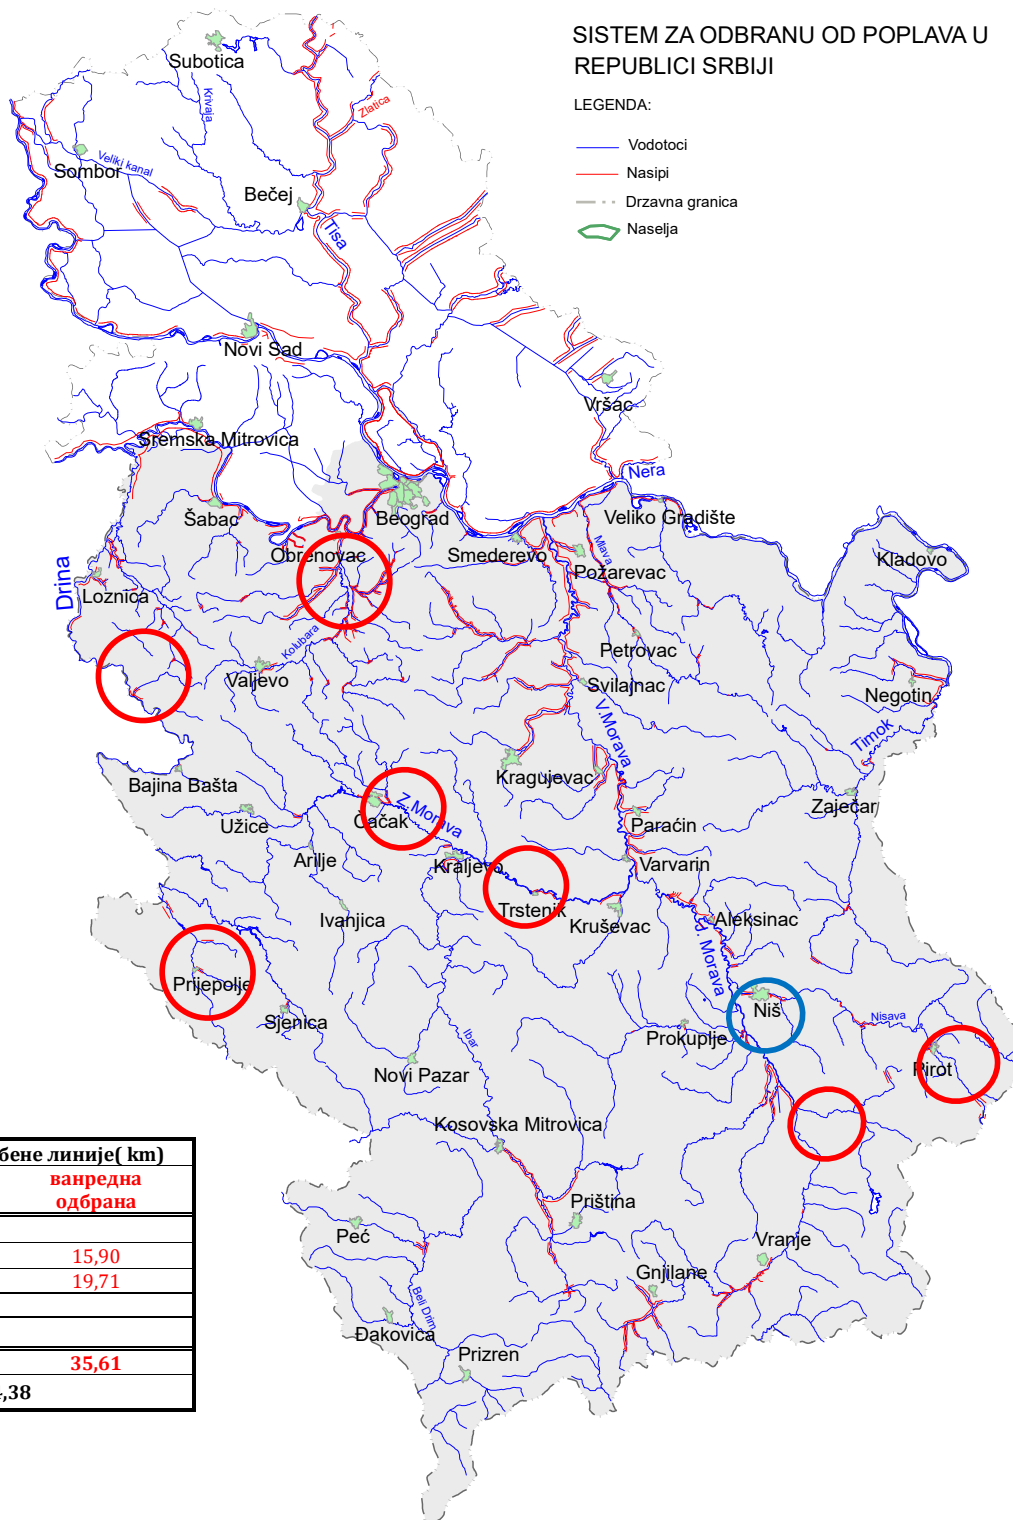 SISTEM ZA ODBRANU OD POPLAVA U
REPUBLICI SRBIJI
LEGENDA:
Vodotoci
Nasipi
Drzavna granica
Naselja
Subotica
Krivaja
Zlatica
Sombor
Veliki kanal
Bečej
Tisa
Novi Sad
Vršac
Sremska Mitrovica
Nera
Šabac
Beograd
Veliko Gradište
Obrenovac
Smederevo
Mlava
Požarevac
Kladovo
Drina
Loznica
Kolubara
Petrovac
Valjevo
Svilajnac
Negotin
V.Morava
Timok
Bajina Bašta
Kragujevac
Zaječar
Užice
Čačak
Z.Morava
Paraćin
Arilje
Kraljevo
Varvarin
Ivanjica
Trstenik
Kruševac
Aleksinac
J. Morava
Prijepolje
Sjenica
Niš
Nisava
Ibar
Prokuplje
Pirot
Novi Pazar
Kosovska Mitrovica
Priština
Peć
Vranje
Gnjilane
Beli Drim
Đakovica
Prizren
бене линије( km)
ванредна
одбрана
15,90
19,71
35,61
,38